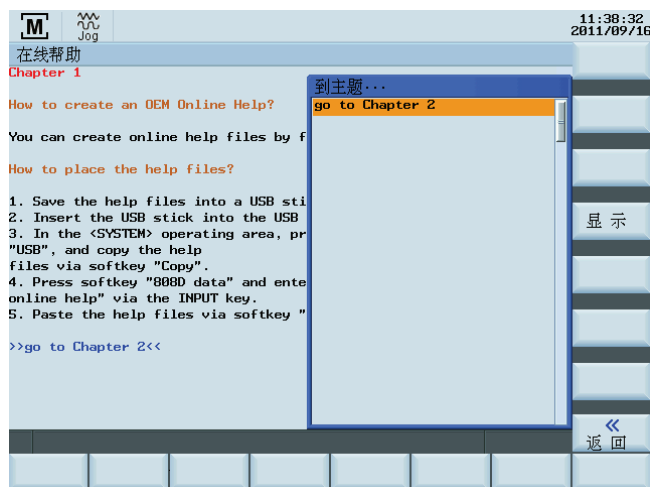 M
Jog
11:38:32
2011/09/16
在线帮助
Chapter 1
How to create an OEM Online Help?
You can create online help files by f
How to place the help files?
1. Save the help files into a USB sti
2. Insert the USB stick into the USB
3. In the <SYSTEM> operating area, pr
"USB", and copy the help
files via softkey "Copy".
4. Press softkey "808D data" and ente
online help" via the INPUT key.
5. Paste the help files via softkey "
>>go to Chapter 2<<
到主题···
go to Chapter 2
显示
«
返回